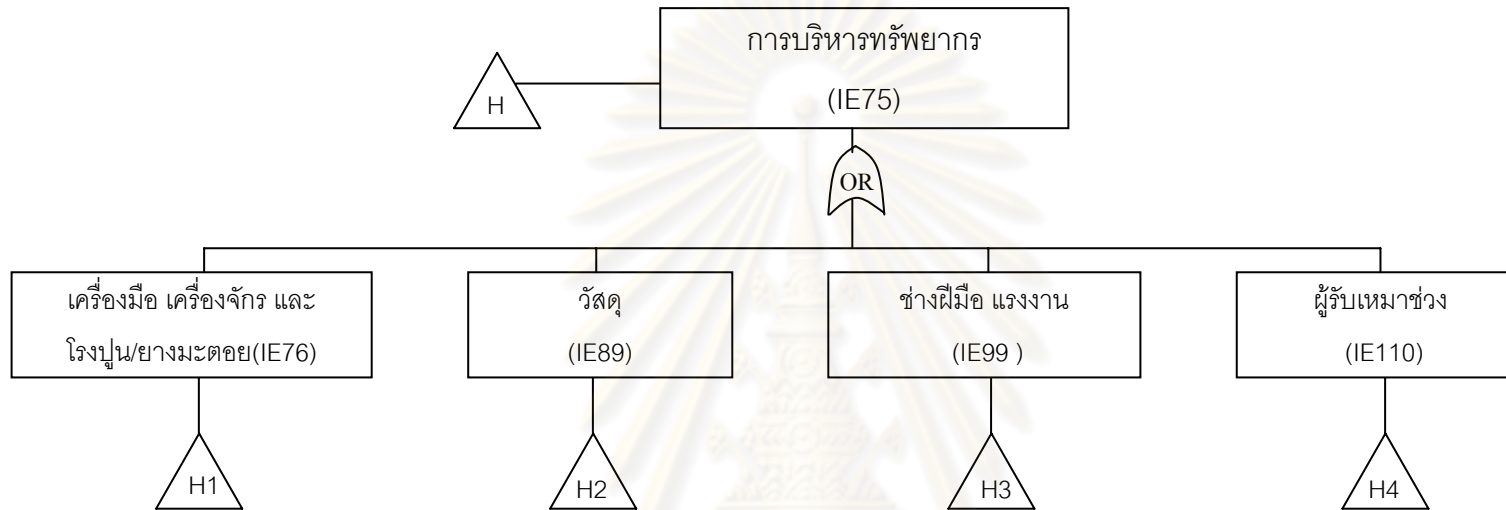 การบริหารทรัพยากร
(IE75)
H
OR
เครื่องมือ เครื่องจักร และ
โรงปูน/ยางมะตอย(IE76)
วัสดุ
(IE89)
ช่างฝีมือ แรงงาน
(IE99 )
ผู้รับเหมาช่วง
(IE110)
H1
H2
H3
H4